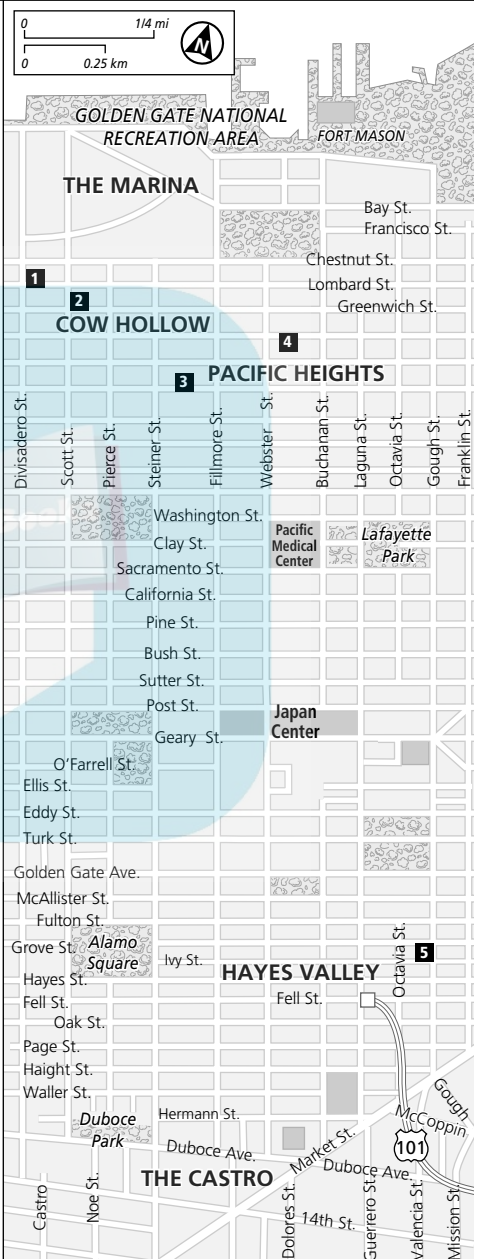 0 1/4 mi
N
0 0.25 km
GOLDEN GATE NATIONAL
RECREATION AREA
FORT MASON
THE MARINA
Bay St.
Francisco St.
Chestnut St.
1
Lombard St.
2
Greenwich St.
COW HOLLOW
4
3
PACIFIC HEIGHTS
Divisadero St.
Scott St.
Pierce St.
Steiner St.
Fillmore St.
Webster St.
Buchanan St.
Laguna St.
Octavia St.
Gough St.
Franklin St.
Washington St.
Clay St.
Pacific
Medical
Center
Lafayette
Park
Sacramento St.
California St.
Pine St.
Bush St.
Sutter St.
Post St.
Japan
Center
Geary St.
O'Farrell St.
Ellis St.
Eddy St.
Turk St.
Golden Gate Ave.
McAllister St.
Fulton St.
Grove St.
Alamo
Square
Ivy St.
Octavia St.
5
HAYES VALLEY
Hayes St.
Fell St.
Fell St.
Oak St.
Page St.
Haight St.
Waller St.
Gough
Hermann St.
McCoppin
Duboce
Park
Market St.
101
Duboce Ave.
Duboce Ave.
THE CASTRO
Castro
Noe St.
Dolores St.
14th St.
Guerrero St.
Valencia St.
Mission St.